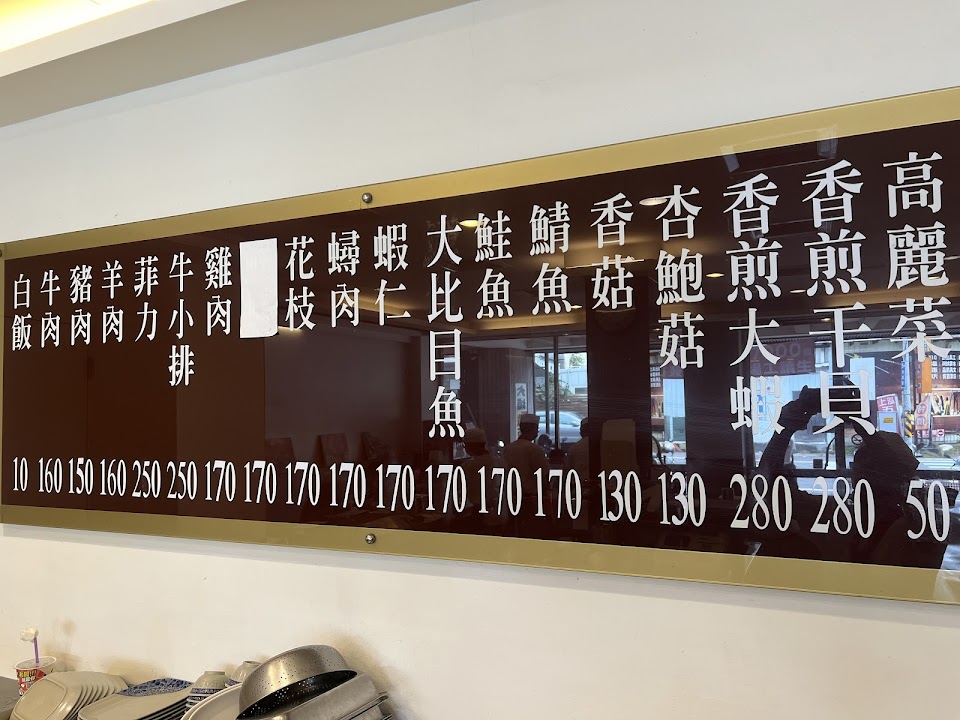 高麗菜
50
香煎干貝
280
香煎大蝦
280
杏鮑菇
130
香菇
130
鯖魚
170
鮭魚
170
大比目魚
170
蝦仁
170
蟳肉
170
花枝
170
170
雞肉
170
牛小排
250
菲力
250
羊肉
160
豬肉
150
牛肉
160
白飯
10